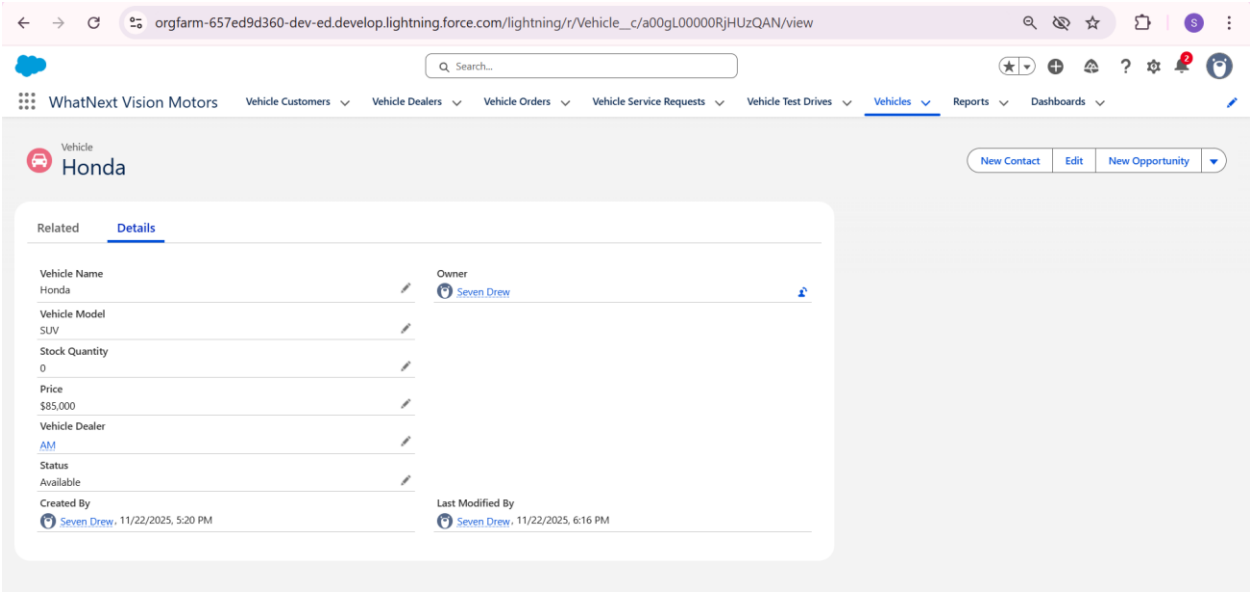 orgfarm-657ed9d360-dev-ed.develop.lightning.force.com/lightning/r/Vehicle__c/a00gL00000RjHUzQAN/view
S
Search...
2
WhatNext Vision Motors Vehicle Customers Vehicle Dealers Vehicle Orders Vehicle Service Requests Vehicle Test Drives Vehicles Reports Dashboards
Vehicle
Honda
New Contact Edit New Opportunity
Related Details
Vehicle Name
Honda
Owner
Seven Drew
Vehicle Model
SUV
Stock Quantity
0
Price
$85,000
Vehicle Dealer
AM
Status
Available
Created By
Seven Drew, 11/22/2025, 5:20 PM
Last Modified By
Seven Drew, 11/22/2025, 6:16 PM